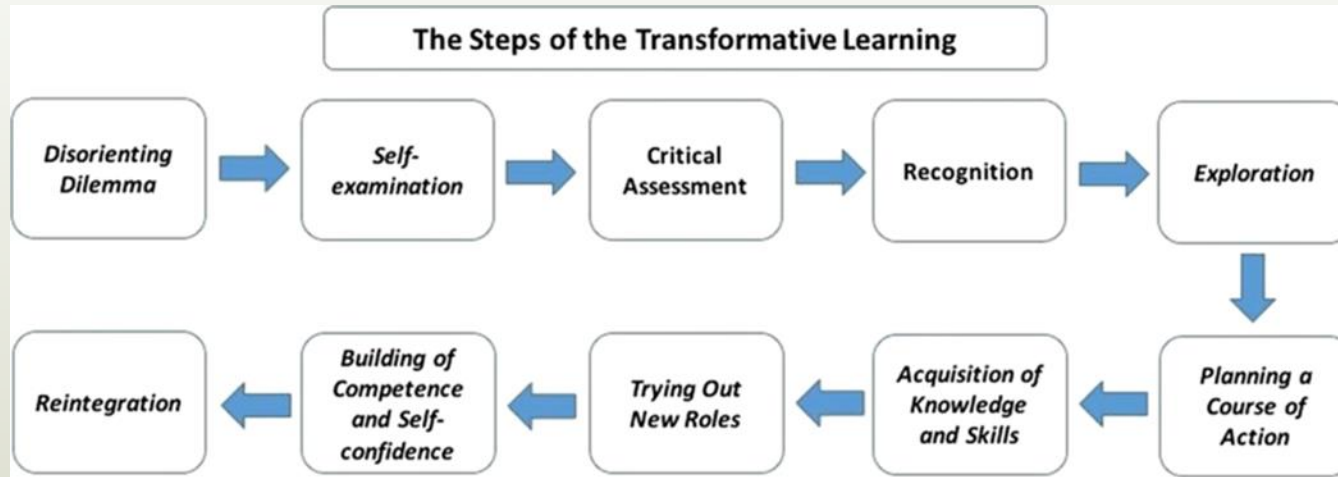 The Steps of the Transformative Learning
Disorienting
Dilemma
Self-
examination
Critical
Assessment
Recognition
Exploration
Planning a
Course of
Action
Acquisition of
Knowledge
and Skills
Trying Out
New Roles
Building of
Competence
and Self-
confidence
Reintegration